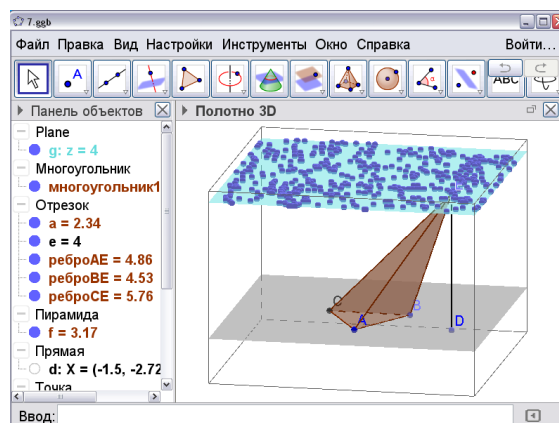 7.ggb
Файл Правка Вид Настройки Инструменты Окно Справка Войти...
A
α
ABC
Панель объектов
Полотно 3D
Plane
g: z = 4
Многоугольник
многоугольник1
Отрезок
a = 2.34
e = 4
реброAE = 4.86
реброBE = 4.53
реброCE = 5.76
Пирамида
f = 3.17
Прямая
d: X = (-1.5, -2.72
Точка
C
B
A
D
Ввод: